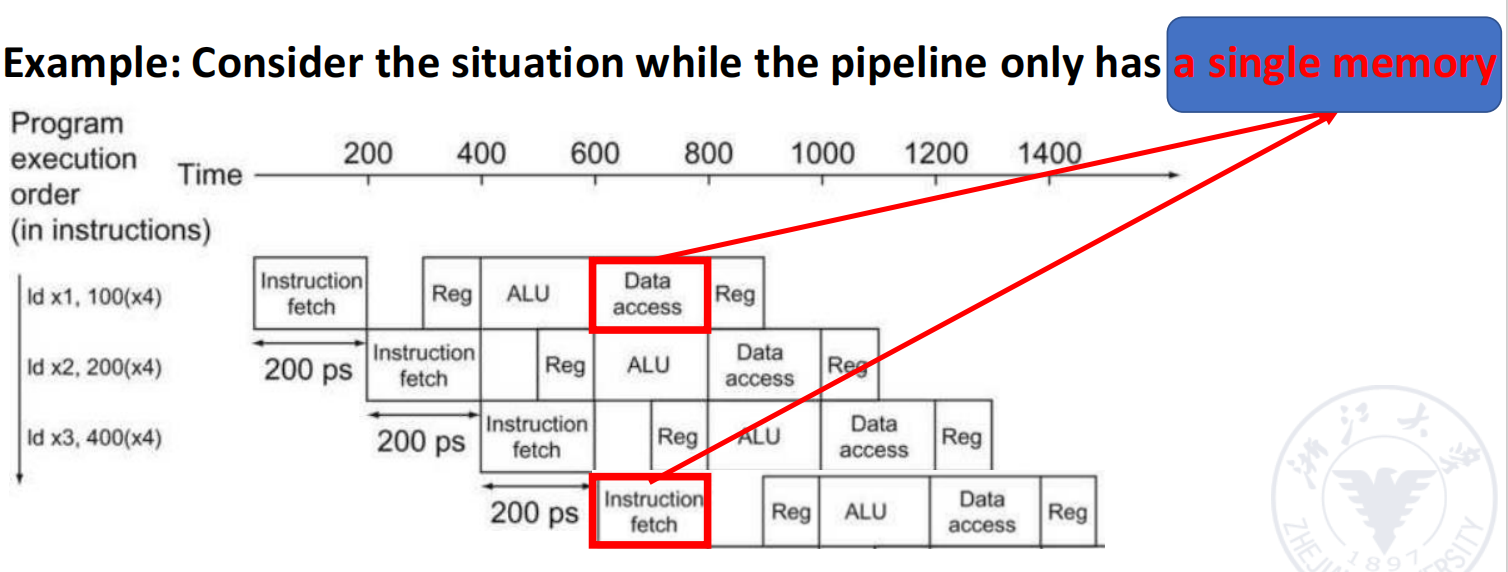 Example: Consider the situation while the pipeline only has a single memory
Program
execution
order
(in instructions)
Time
200 400 600 800 1000 1200 1400
ld x1, 100(x4)
Instruction
fetch
Reg
ALU
Data
access
Reg
200 ps
ld x2, 200(x4)
Instruction
fetch
Reg
ALU
Data
access
Reg
200 ps
ld x3, 400(x4)
Instruction
fetch
Reg
ALU
Data
access
Reg
200 ps
Instruction
fetch
Reg
ALU
Data
access
Reg
1897